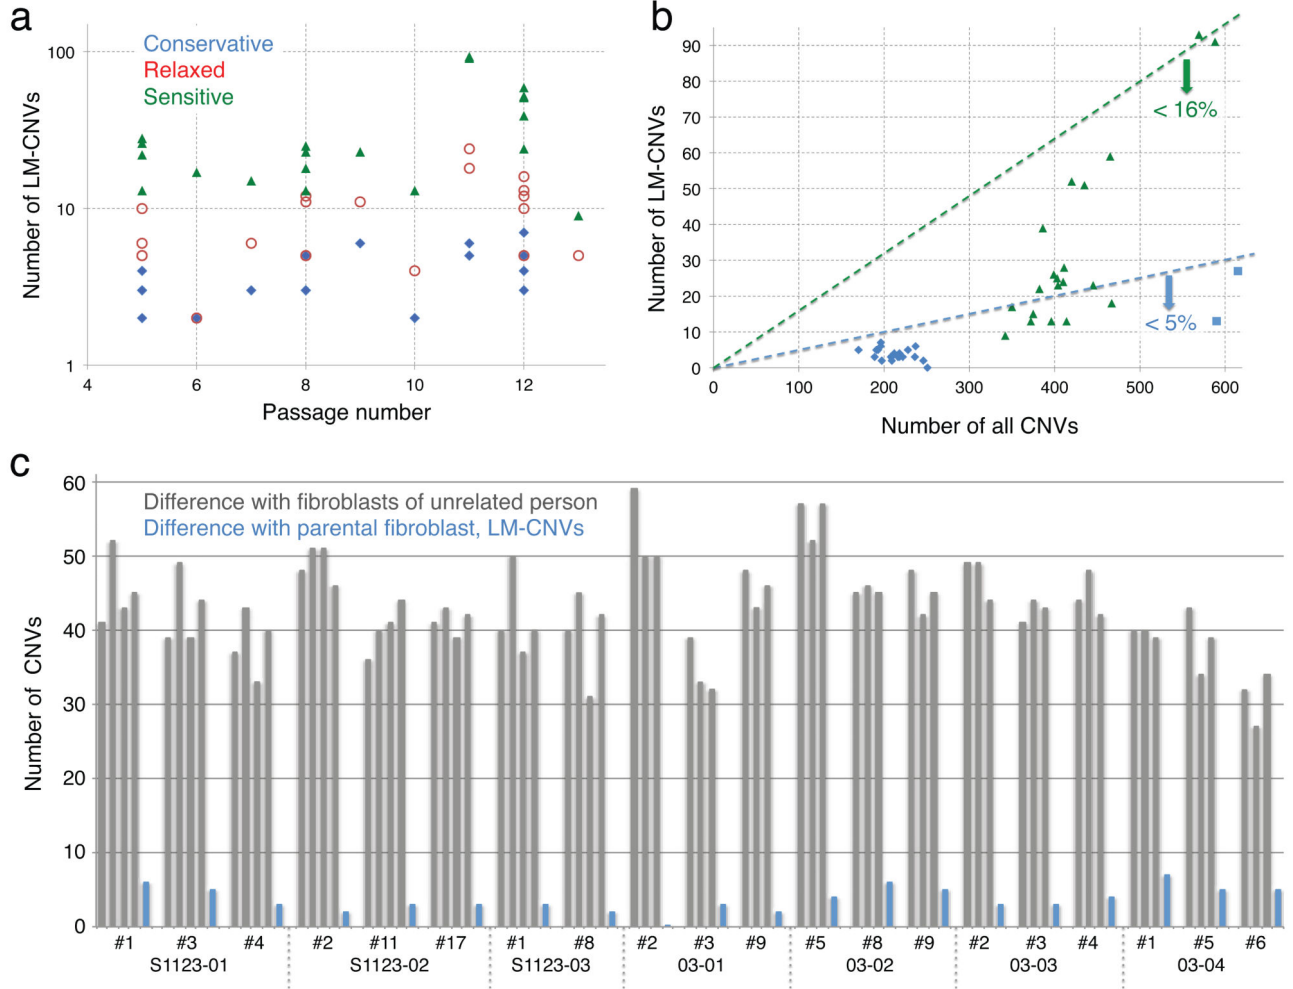 a
Conservative
Relaxed
Sensitive
Number of LM-CNVs
100
10
1
4 6 8 10 12
Passage number
b
Number of LM-CNVs
90
80
70
60
50
40
30
20
10
0
< 16%
< 5%
0 100 200 300 400 500 600
Number of all CNVs
c
Number of CNVs
60
50
40
30
20
10
0
Difference with fibroblasts of unrelated person
Difference with parental fibroblast, LM-CNVs
#1 #3 #4 #2 #11 #17 #1 #8 #2 #3 #9 #5 #8 #9 #2 #3 #4 #1 #5 #6
S1123-01 S1123-02 S1123-03 03-01 03-02 03-03 03-04